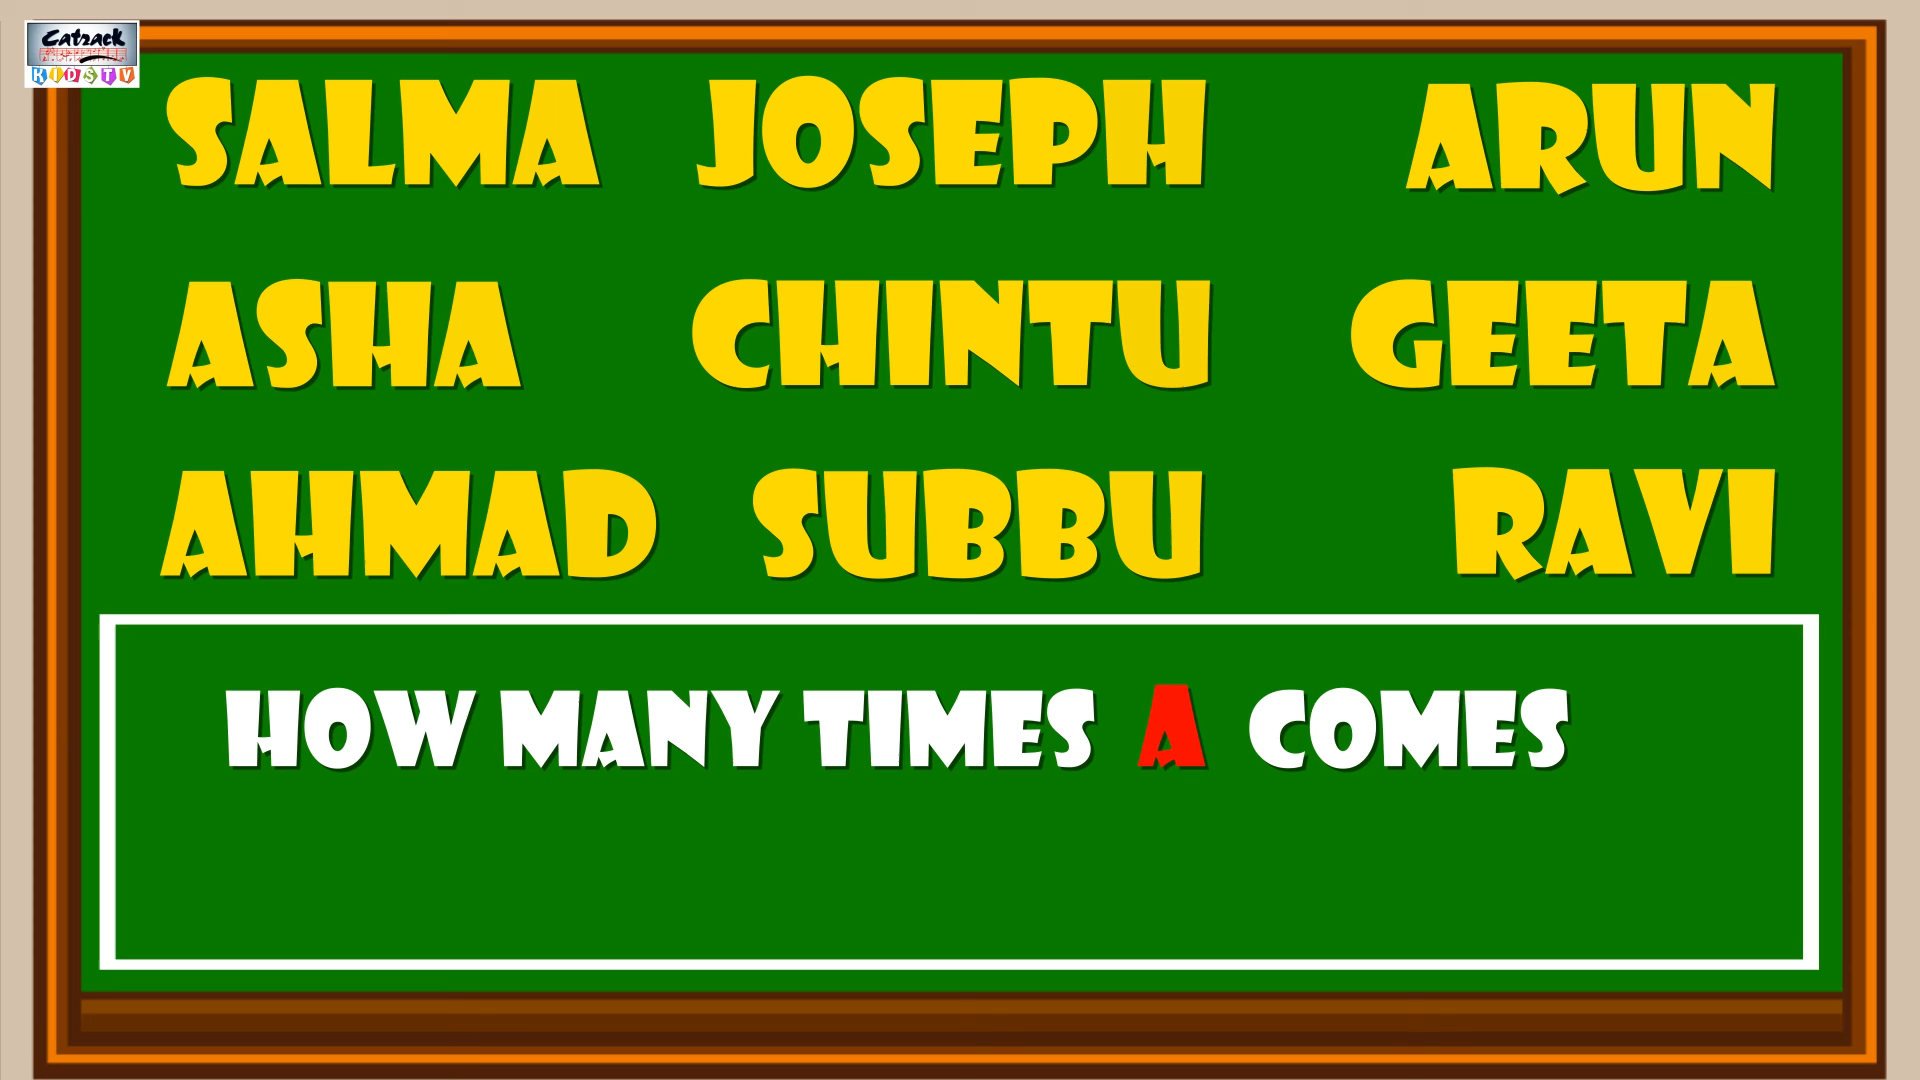 Catrack
KIDS TV
SALMA JOSEPH ARUN
ASHA CHINTU GEETA
AHMAD SUBBU RAVI
HOW MANY TIMES A COMES